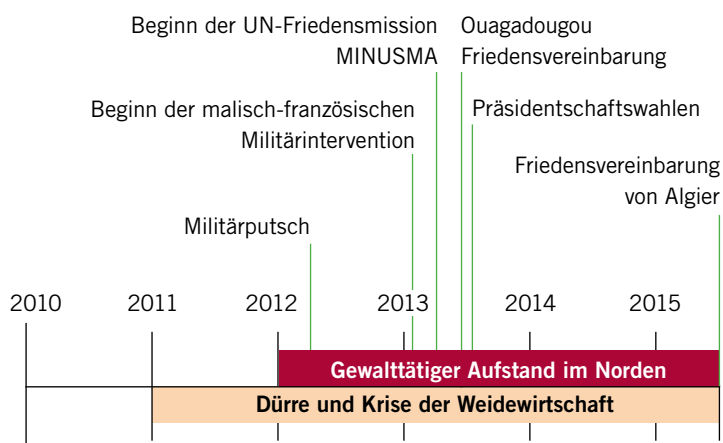 Beginn der UN-Friedensmission
MINUSMA
Ouagadougou
Friedensvereinbarung
Beginn der malisch-französischen
Militärintervention
Präsidentschaftswahlen
Friedensvereinbarung
von Algier
Militärputsch
2010 2011 2012 2013 2014 2015
Gewalttätiger Aufstand im Norden
Dürre und Krise der Weidewirtschaft